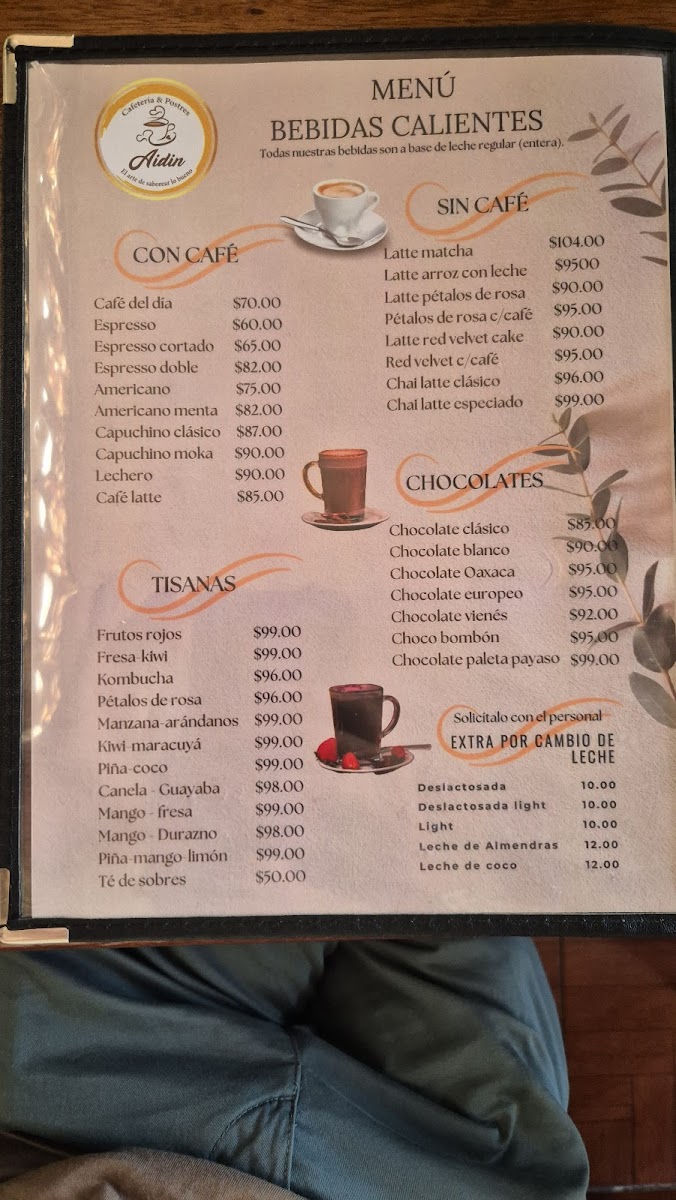 Cafetería & Postres
Aidin
El arte de saborear lo bueno
MENÚ
BEBIDAS CALIENTES
Todas nuestras bebidas son a base de leche regular (entera).
CON CAFÉ
Café del día $70.00
Espresso $60.00
Espresso cortado $65.00
Espresso doble $82.00
Americano $75.00
Americano menta $82.00
Capuchino clásico $87.00
Capuchino moka $90.00
Lechero $90.00
Café latte $85.00
TISANAS
Frutos rojos $99.00
Fresa-kiwi $99.00
Kombucha $96.00
Pétalos de rosa $96.00
Manzana-arándanos $99.00
Kiwi-maracuyá $99.00
Piña-coco $99.00
Canela - Guayaba $98.00
Mango - fresa $99.00
Mango - Durazno $98.00
Piña-mango-limón $99.00
Té de sobres $50.00
SIN CAFÉ
Latte matcha $104.00
Latte arroz con leche $9500
Latte pétalos de rosa $90.00
Pétalos de rosa c/café $95.00
Latte red velvet cake $90.00
Red velvet c/café $95.00
Chai latte clásico $96.00
Chai latte especiado $99.00
CHOCOLATES
Chocolate clásico $85.00
Chocolate blanco $90.00
Chocolate Oaxaca $95.00
Chocolate europeo $95.00
Chocolate vienés $92.00
Choco bombón $95.00
Chocolate paleta payaso $99.00
Solicitalo con el personal
EXTRA POR CAMBIO DE
LECHE
Deslactosada 10.00
Deslactosada light 10.00
Light 10.00
Leche de Almendras 12.00
Leche de coco 12.00